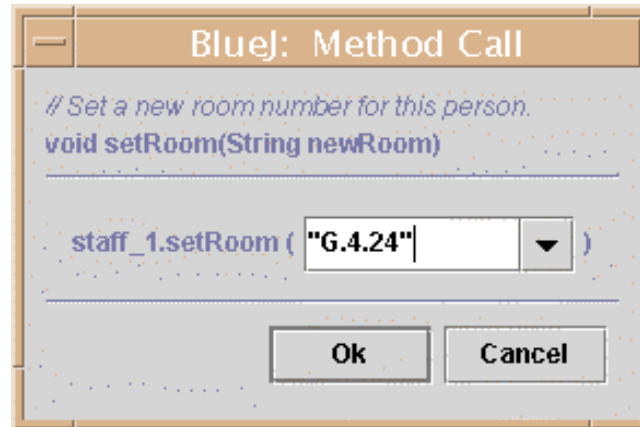 BlueJ: Method Call
// Set a new room number for this person.
void setRoom(String newRoom)
staff_1.setRoom ( "G.4.24" )
Ok Cancel